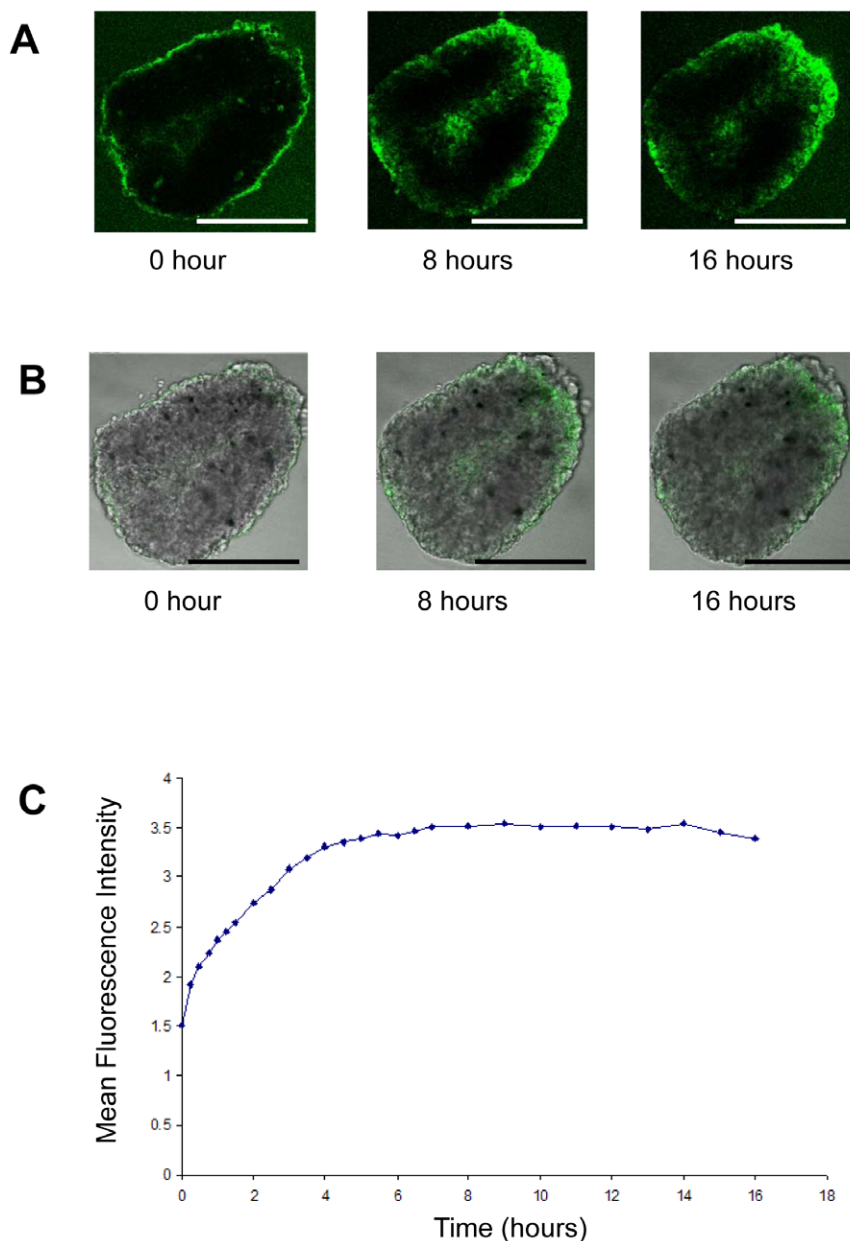 A
0 hour
8 hours
16 hours
B
0 hour
8 hours
16 hours
C
Mean Fluorescence Intensity
4
3.5
3
2.5
2
1.5
1
0.5
0
0 2 4 6 8 10 12 14 16 18
Time (hours)